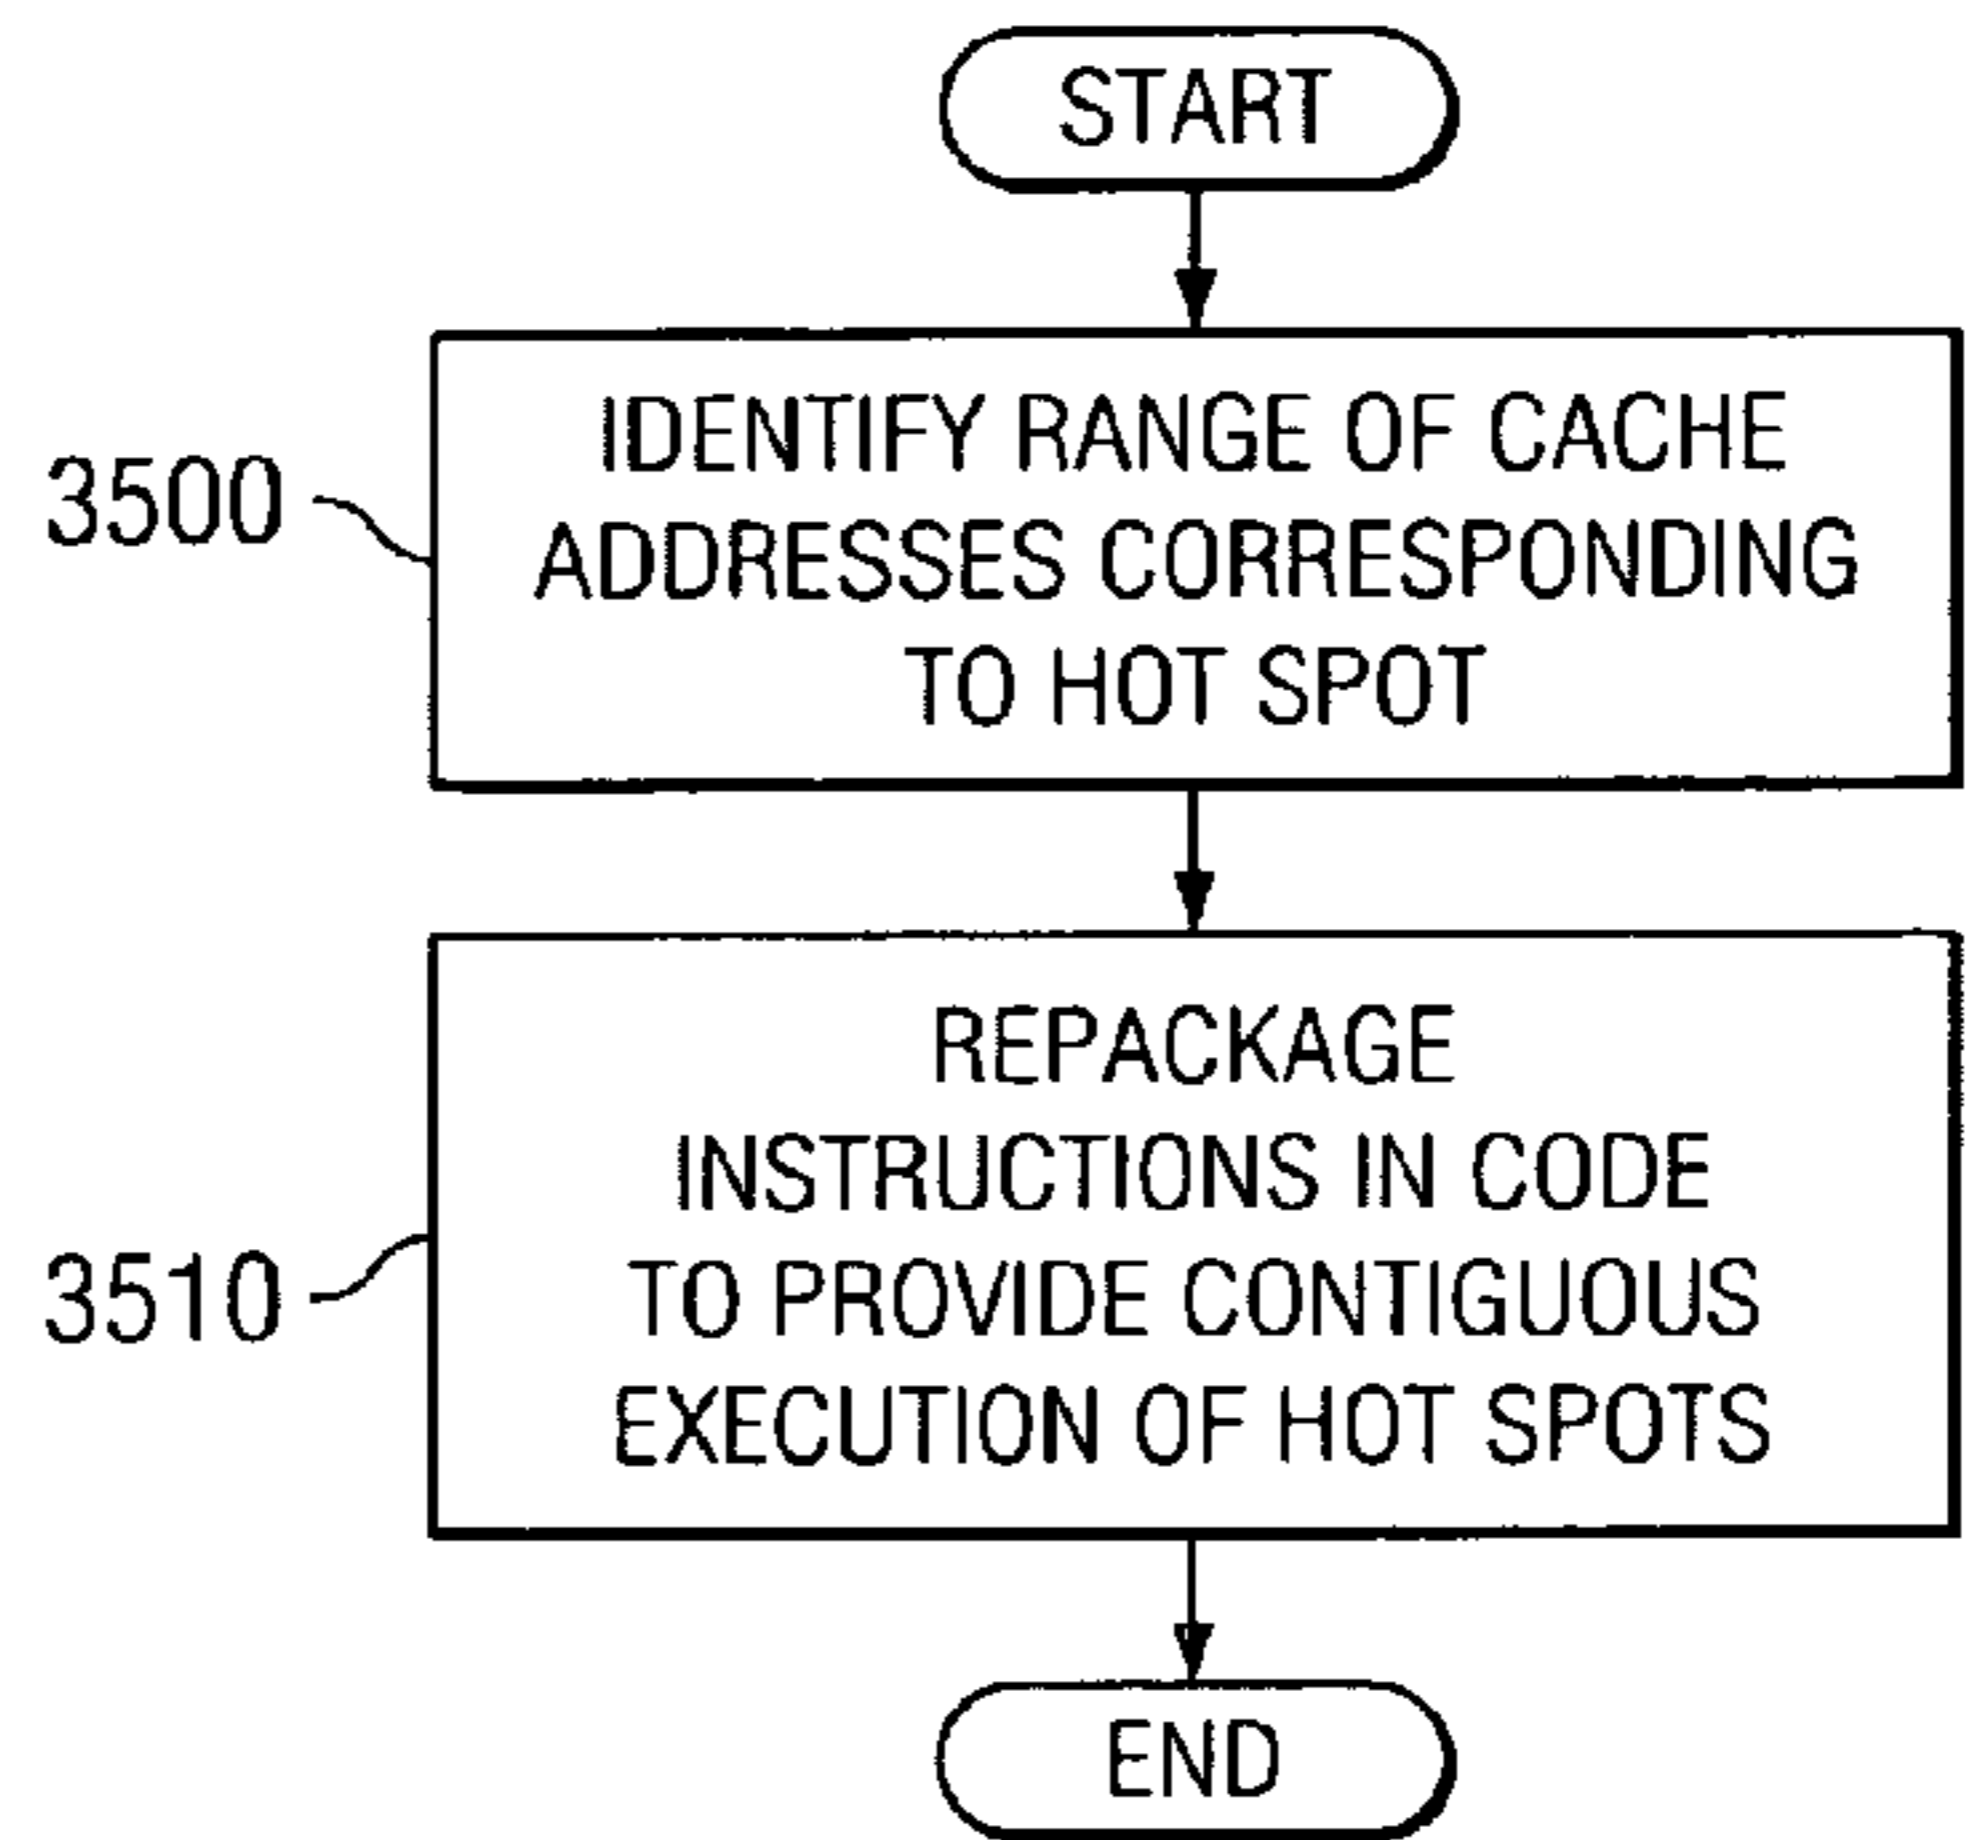 START
IDENTIFY RANGE OF CACHE
ADDRESSES CORRESPONDING
TO HOT SPOT
3500
REPACKAGE
INSTRUCTIONS IN CODE
TO PROVIDE CONTIGUOUS
EXECUTION OF HOT SPOTS
3510
END